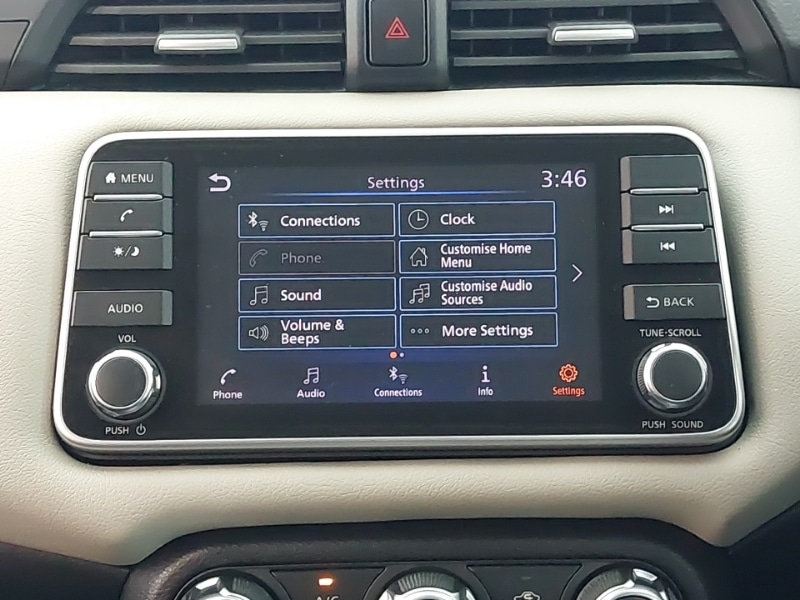 MENU
Settings
3:46
Connections
Clock
Phone
Customise Home
Menu
Sound
Customise Audio
Sources
Volume &
Beeps
More Settings
AUDIO
BACK
VOL
TUNE·SCROLL
Phone
Audio
Connections
Info
Settings
PUSH
PUSH SOUND
A/C